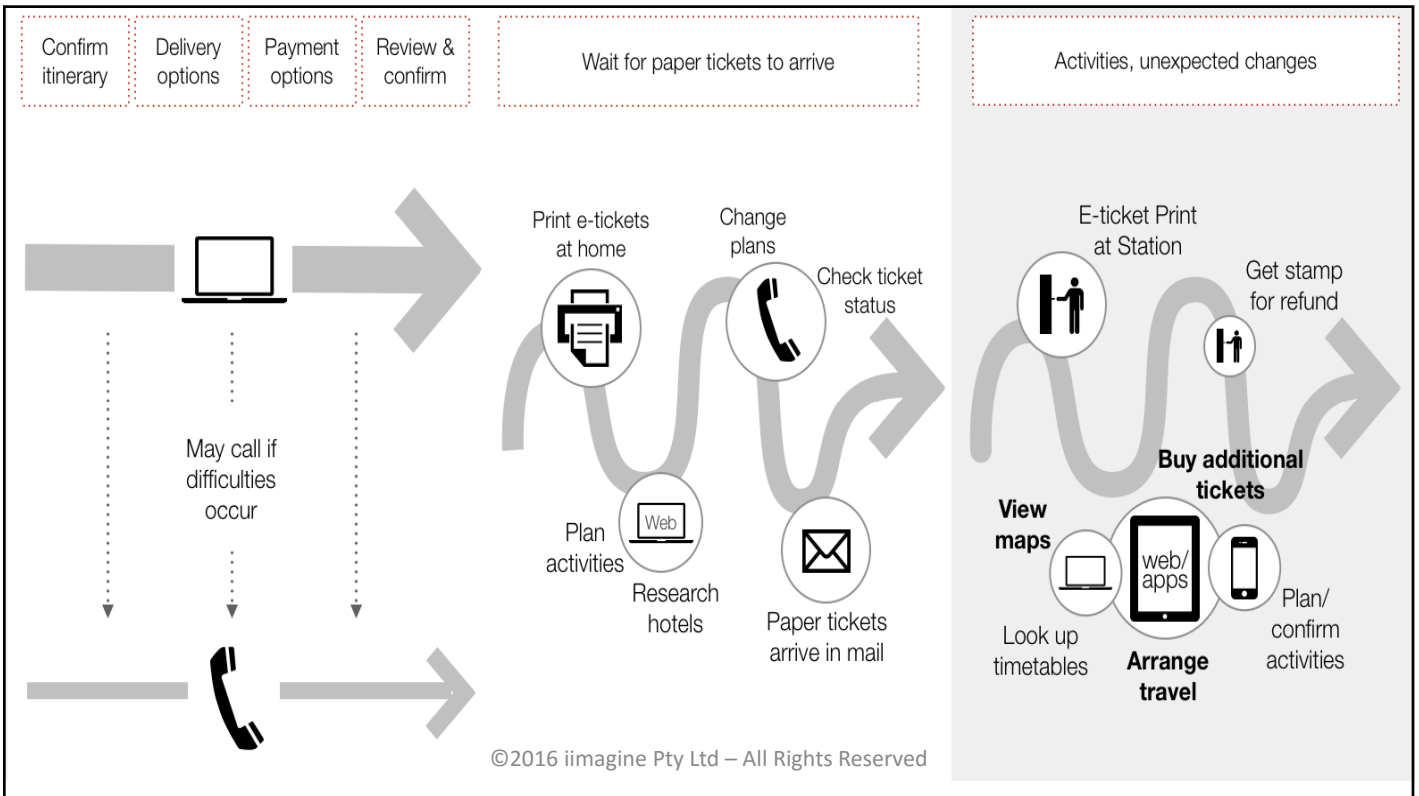 Confirm
itinerary
Delivery
options
Payment
options
Review &
confirm
Wait for paper tickets to arrive
Activities, unexpected changes
Print e-tickets
at home
Change
plans
Check ticket
status
E-ticket Print
at Station
Get stamp
for refund
May call if
difficulties
occur
Plan
activities
Web
Research
hotels
Paper tickets
arrive in mail
View
maps
Buy additional
tickets
web/
apps
Look up
timetables
Arrange
travel
Plan/
confirm
activities
©2016 iimagine Pty Ltd – All Rights Reserved